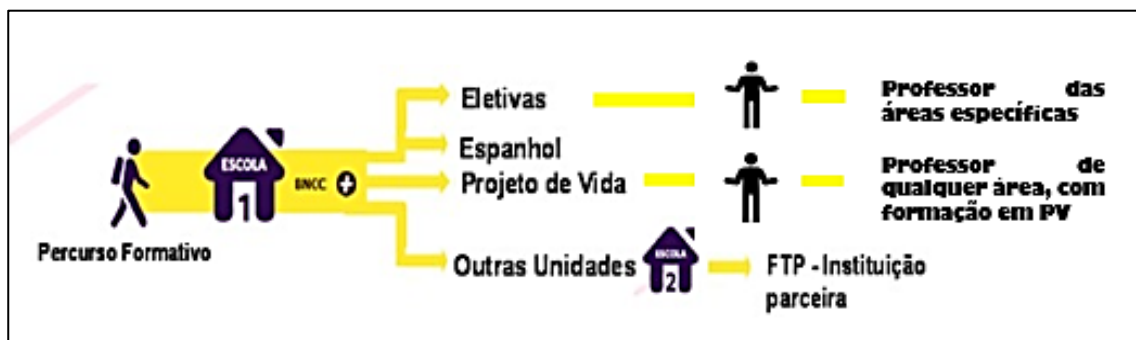 Percurso Formativo
ESCOLA
1
BNCC
Eletivas
Professor das
áreas específicas
Espanhol
Projeto de Vida
Professor de
qualquer área, com
formação em PV
Outras Unidades
ESCOLA
2
FTP - Instituição
parceira